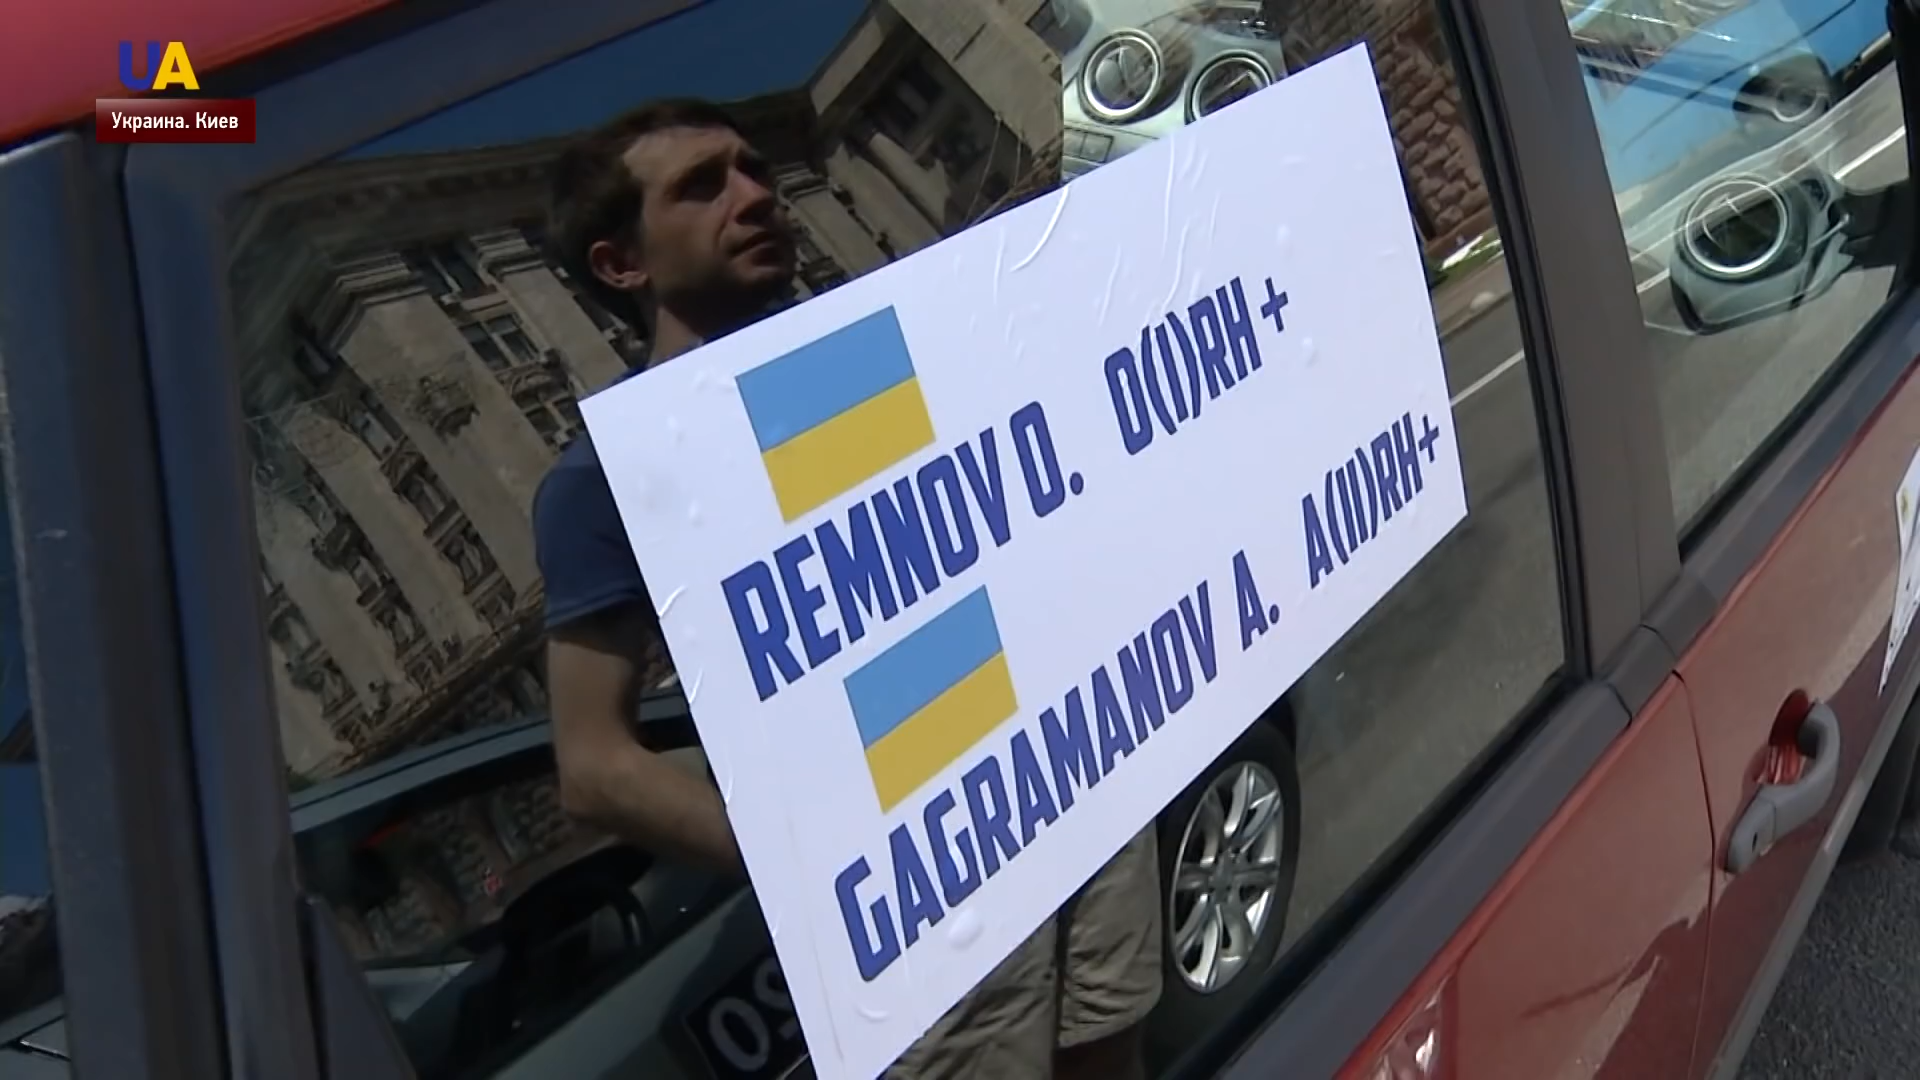 UA
Украина. Киев
REMNOV O. O(I)RH+
GAGRAMANOV A. A(II)RH+